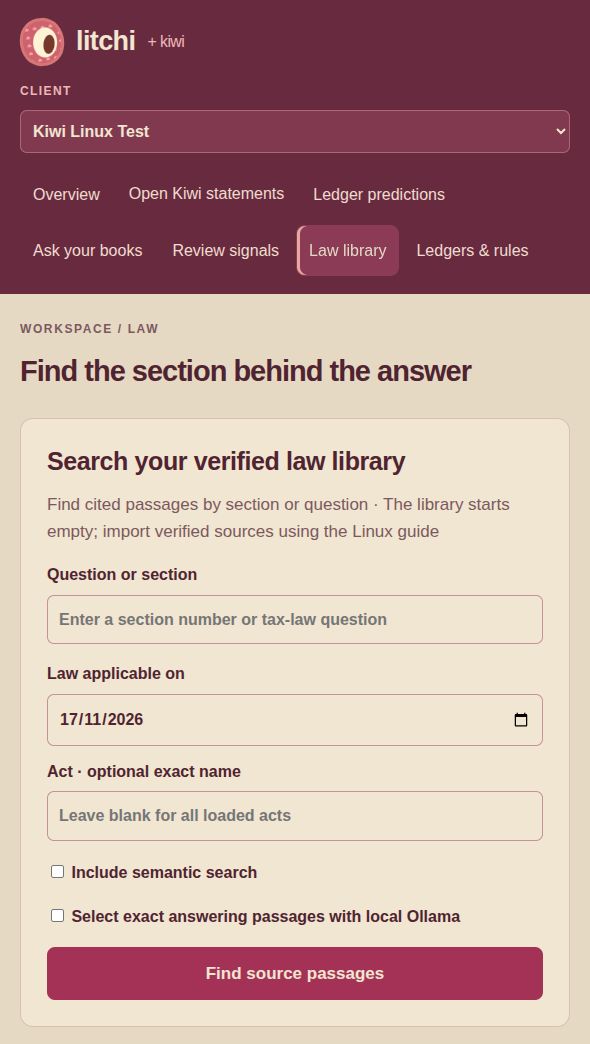 litchi + kiwi
CLIENT
Kiwi Linux Test
Overview Open Kiwi statements Ledger predictions
Ask your books Review signals Law library Ledgers & rules
WORKSPACE / LAW
Find the section behind the answer
Search your verified law library
Find cited passages by section or question · The library starts
empty; import verified sources using the Linux guide
Question or section
Enter a section number or tax-law question
Law applicable on
17/11/2026
Act · optional exact name
Leave blank for all loaded acts
Include semantic search
Select exact answering passages with local Ollama
Find source passages